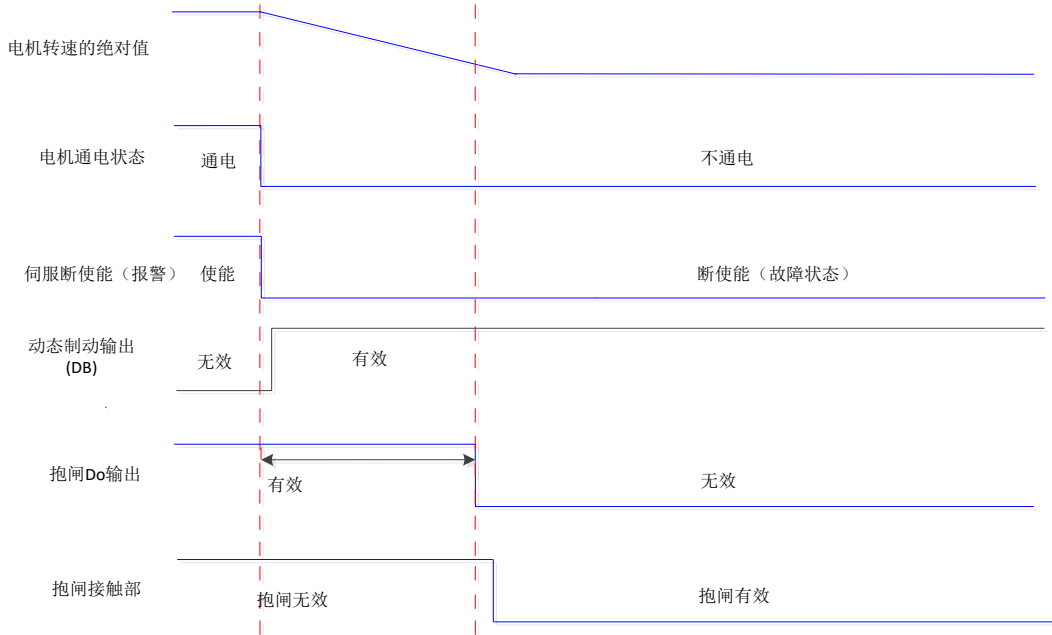 电机转速的绝对值
电机通电状态
通电
不通电
伺服断使能（报警）
使能
断使能（故障状态）
动态制动输出
(DB)
无效
有效
抱闸Do输出
有效
无效
抱闸接触部
抱闸无效
抱闸有效